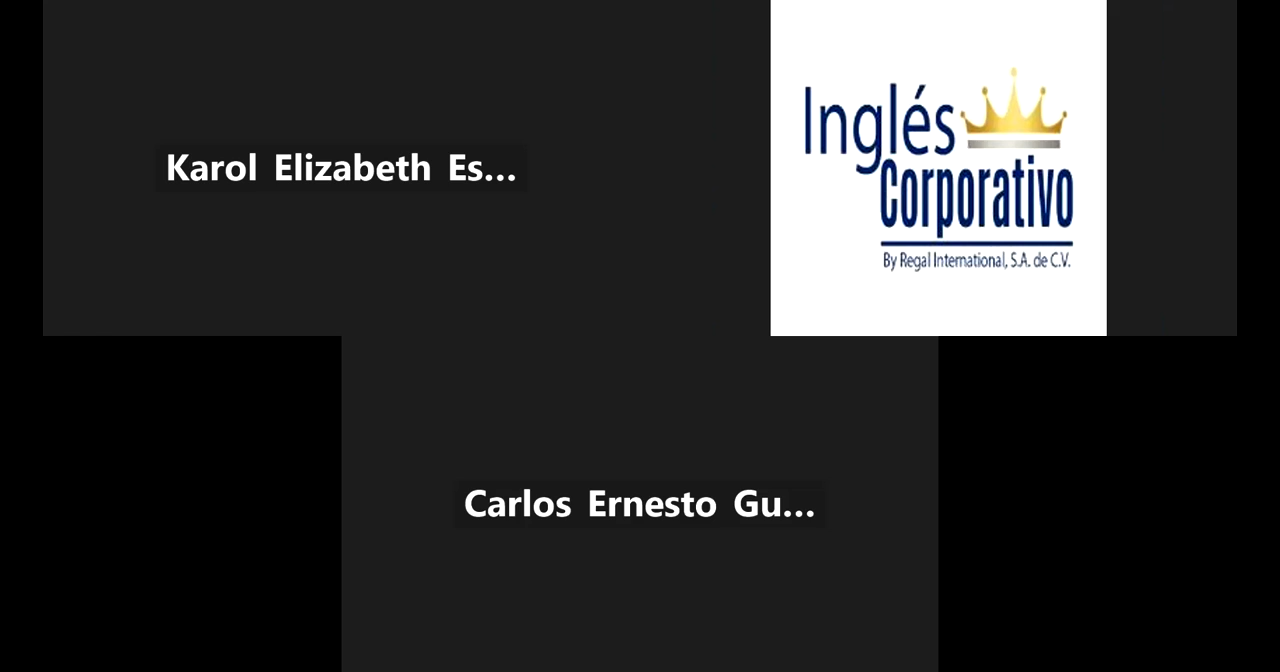 Karol Elizabeth Es...
Inglés
Corporativo
By Regal International, S.A. de C.V.
Carlos Ernesto Gu...